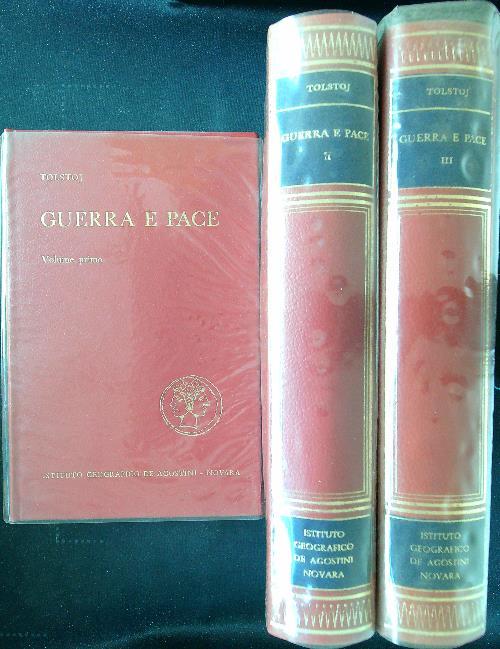 TOLSTOJ
GUERRA E PACE
Volume primo
ISTITUTO GEOGRAFICO DE AGOSTINI - NOVARA
TOLSTOJ
GUERRA E PACE
II
ISTITUTO
GEOGRAFICO
DE AGOSTINI
NOVARA
TOLSTOJ
GUERRA E PACE
III
ISTITUTO
GEOGRAFICO
DE AGOSTINI
NOVARA